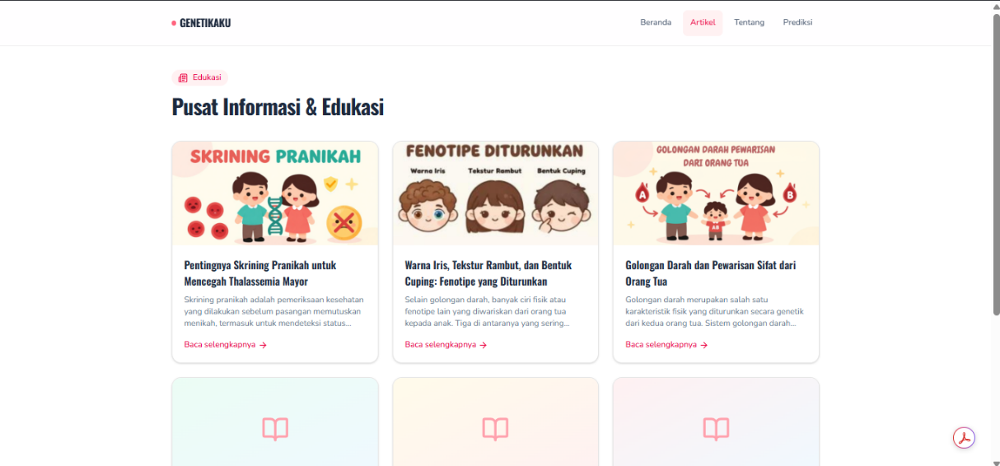 GENETIKAKU
Beranda
Artikel
Tentang
Prediksi
Edukasi
Pusat Informasi & Edukasi
SKRINING PRANIKAH
Pentingnya Skrining Pranikah untuk
Mencegah Thalassemia Mayor
Skrining pranikah adalah pemeriksaan kesehatan
yang dilakukan sebelum pasangan memutuskan
menikah, termasuk untuk mendeteksi status...
Baca selengkapnya →
FENOTIPE DITURUNKAN
Warna Iris
Tekstur Rambut
Bentuk Cuping
Warna Iris, Tekstur Rambut, dan Bentuk
Cuping: Fenotipe yang Diturunkan
Selain golongan darah, banyak ciri fisik atau
fenotipe lain yang diwariskan dari orang tua
kepada anak. Tiga di antaranya yang sering...
Baca selengkapnya →
GOLONGAN DARAH PEWARISAN
DARI ORANG TUA
A
B
AB
Golongan Darah dan Pewarisan Sifat dari
Orang Tua
Golongan darah merupakan salah satu
karakteristik fisik yang diturunkan secara genetik
dari kedua orang tua. Sistem golongan darah...
Baca selengkapnya →